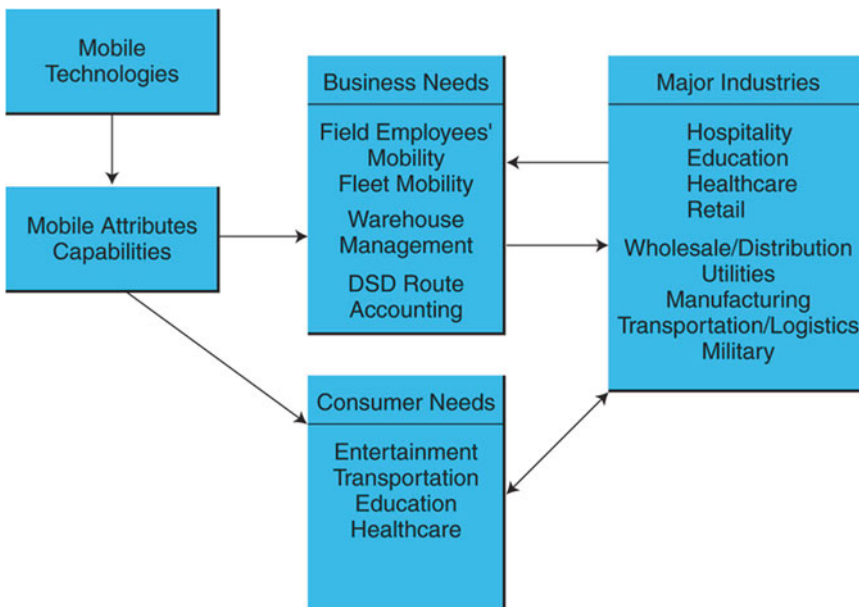 Mobile
Technologies
Mobile Attributes
Capabilities
Business Needs
Field Employees'
Mobility
Fleet Mobility
Warehouse
Management
DSD Route
Accounting
Consumer Needs
Entertainment
Transportation
Education
Healthcare
Major Industries
Hospitality
Education
Healthcare
Retail
Wholesale/Distribution
Utilities
Manufacturing
Transportation/Logistics
Military